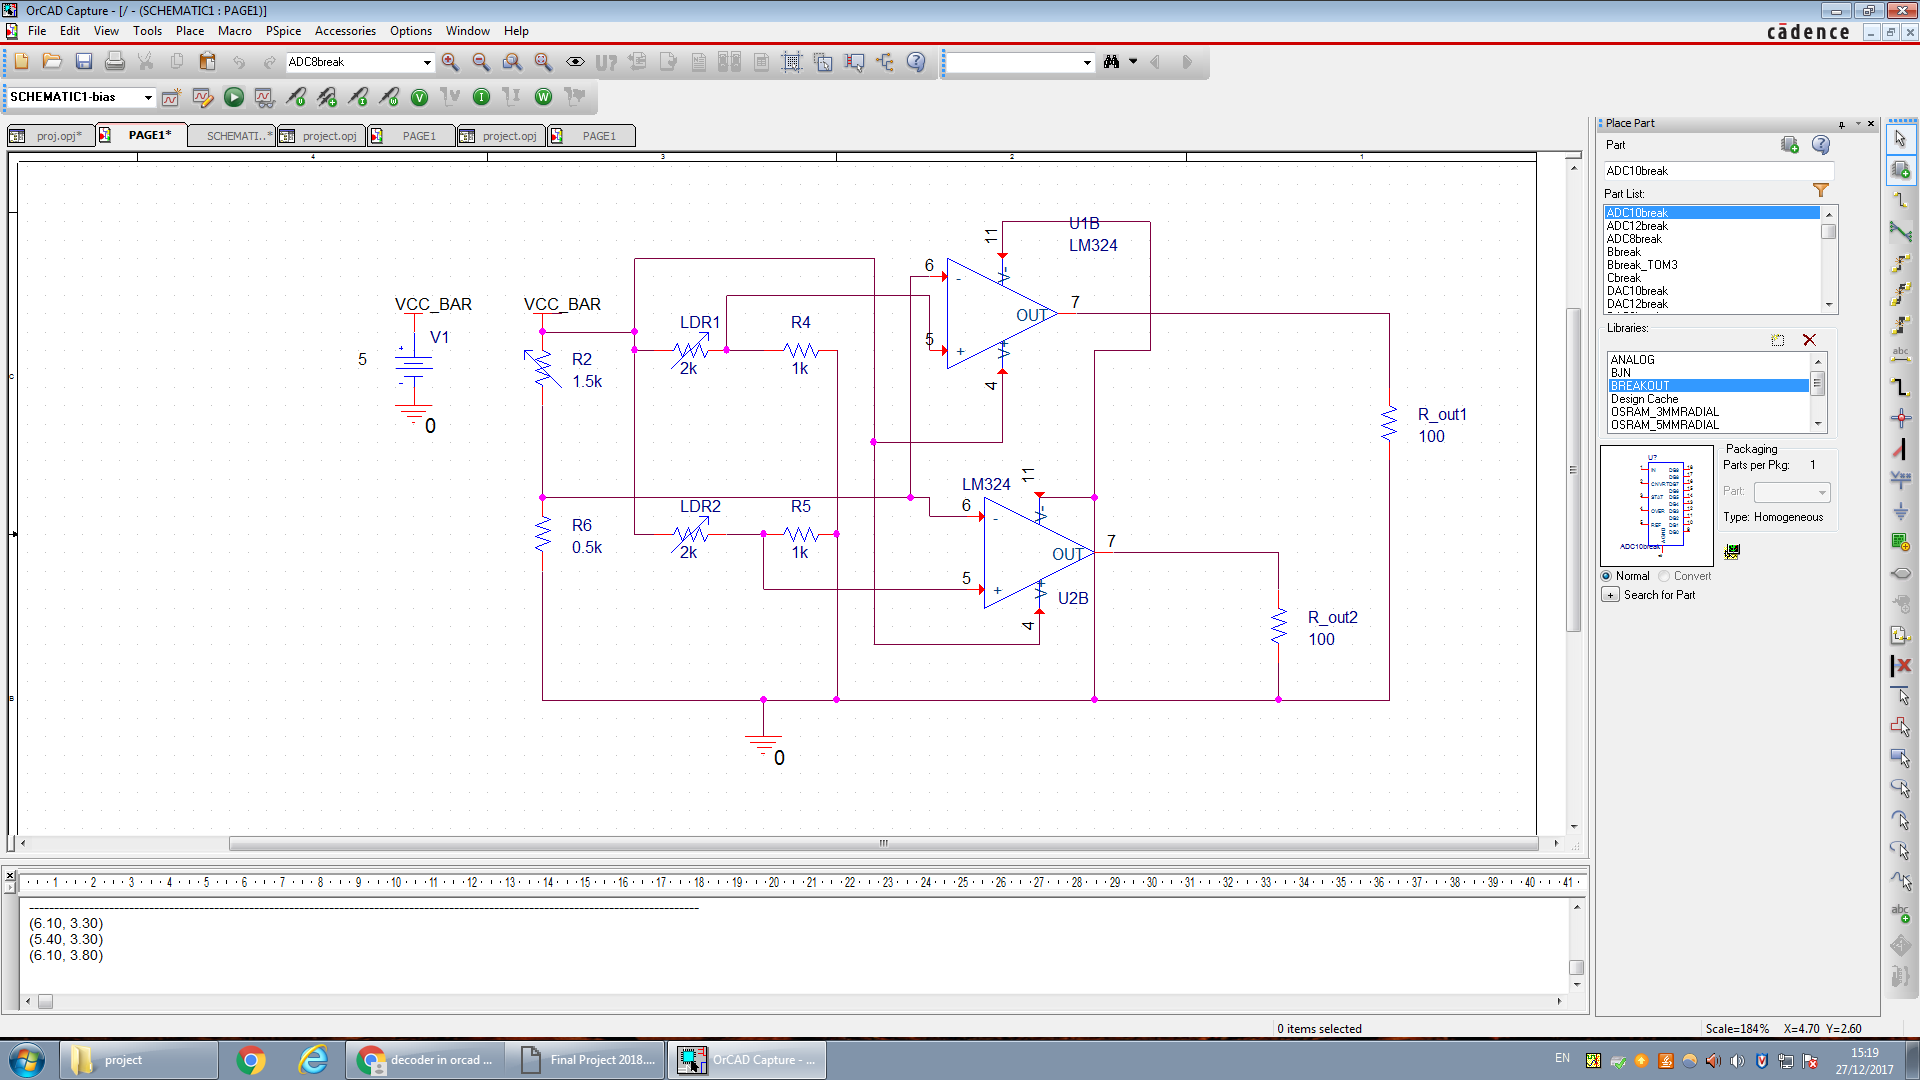 OrCAD Capture - [/ - (SCHEMATIC1 : PAGE1)]
File Edit View Tools Place Macro PSpice Accessories Options Window Help
cādence
ADC8break
U?
SCHEMATIC1-bias
V I W
proj.opj* PAGE1* SCHEMATI..* project.opj PAGE1 project.opj PAGE1
4 3 2 1
C
B
VCC_BAR
V1
5
+
-
0
VCC_BAR
R2
1.5k
R6
0.5k
LDR1
2k
R4
1k
LDR2
2k
R5
1k
U1B
LM324
11
6
-
V-
OUT
7
5
+
V+
4
LM324
11
6
-
V-
OUT
7
5
+
V+
U2B
4
R_out1
100
R_out2
100
0
Place Part
Part
ADC10break
Part List:
ADC10break
ADC12break
ADC8break
Bbreak
Bbreak_TOM3
Cbreak
DAC10break
DAC12break
Libraries:
ANALOG
BJN
BREAKOUT
Design Cache
OSRAM_3MMRADIAL
OSRAM_5MMRADIAL
U?
ADC10break
Packaging
Parts per Pkg: 1
Part:
Type: Homogeneous
Normal Convert
+ Search for Part
abc
abc
1 2 3 4 5 6 7 8 9 10 11 12 13 14 15 16 17 18 19 20 21 22 23 24 25 26 27 28 29 30 31 32 33 34 35 36 37 38 39 40 41
(6.10, 3.30)
(5.40, 3.30)
(6.10, 3.80)
0 items selected
Scale=184% X=4.70 Y=2.60
project
decoder in orcad ...
Final Project 2018....
OrCAD Capture - ...
EN
15:19
27/12/2017